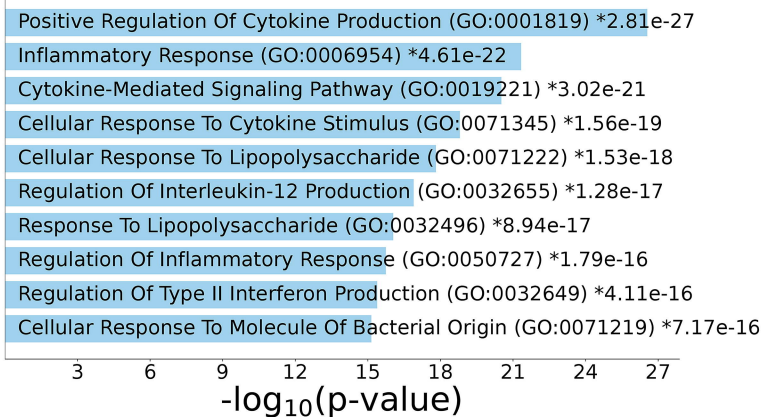 Positive Regulation Of Cytokine Production (GO:0001819) *2.81e-27
Inflammatory Response (GO:0006954) *4.61e-22
Cytokine-Mediated Signaling Pathway (GO:0019221) *3.02e-21
Cellular Response To Cytokine Stimulus (GO:0071345) *1.56e-19
Cellular Response To Lipopolysaccharide (GO:0071222) *1.53e-18
Regulation Of Interleukin-12 Production (GO:0032655) *1.28e-17
Response To Lipopolysaccharide (GO:0032496) *8.94e-17
Regulation Of Inflammatory Response (GO:0050727) *1.79e-16
Regulation Of Type II Interferon Production (GO:0032649) *4.11e-16
Cellular Response To Molecule Of Bacterial Origin (GO:0071219) *7.17e-16
3 6 9 12 15 18 21 24 27
-log₁₀(p-value)